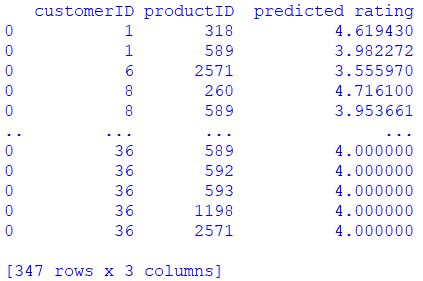 customerID productID predicted rating
0 1 318 4.619430
0 1 589 3.982272
0 6 2571 3.555970
0 8 260 4.716100
0 8 589 3.953661
.. ... ... ...
0 36 589 4.000000
0 36 592 4.000000
0 36 593 4.000000
0 36 1198 4.000000
0 36 2571 4.000000
[347 rows x 3 columns]